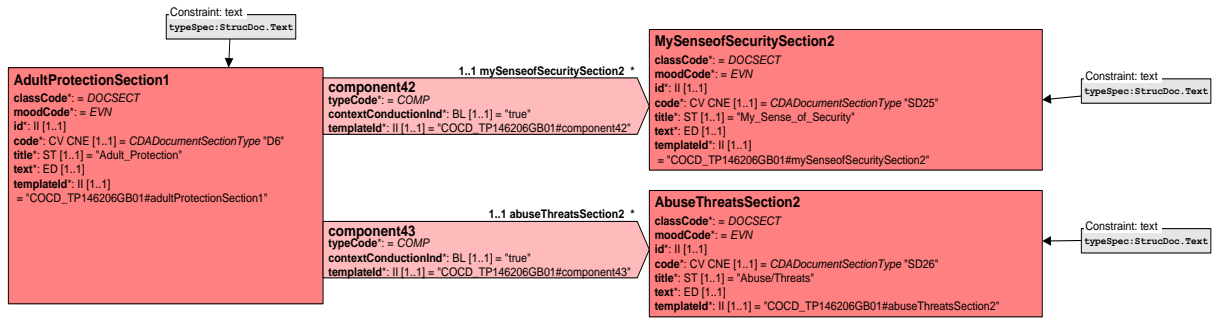 Constraint: text
typeSpec:StrucDoc.Text
AdultProtectionSection1
classCode*: = DOCSECT
moodCode*: = EVN
id*: II [1..1]
code*: CV CNE [1..1] = CDADocumentSectionType "D6"
title*: ST [1..1] = "Adult_Protection"
text*: ED [1..1]
templateId*: II [1..1]
= "COCD_TP146206GB01#adultProtectionSection1"
1..1 mySenseofSecuritySection2 *
component42
typeCode*: = COMP
contextConductionInd*: BL [1..1] = "true"
templateId*: II [1..1] = "COCD_TP146206GB01#component42"
MySenseofSecuritySection2
classCode*: = DOCSECT
moodCode*: = EVN
id*: II [1..1]
code*: CV CNE [1..1] = CDADocumentSectionType "SD25"
title*: ST [1..1] = "My_Sense_of_Security"
text*: ED [1..1]
templateId*: II [1..1]
= "COCD_TP146206GB01#mySenseofSecuritySection2"
Constraint: text
typeSpec:StrucDoc.Text
1..1 abuseThreatsSection2 *
component43
typeCode*: = COMP
contextConductionInd*: BL [1..1] = "true"
templateId*: II [1..1] = "COCD_TP146206GB01#component43"
AbuseThreatsSection2
classCode*: = DOCSECT
moodCode*: = EVN
id*: II [1..1]
code*: CV CNE [1..1] = CDADocumentSectionType "SD26"
title*: ST [1..1] = "Abuse/Threats"
text*: ED [1..1]
templateId*: II [1..1] = "COCD_TP146206GB01#abuseThreatsSection2"
Constraint: text
typeSpec:StrucDoc.Text